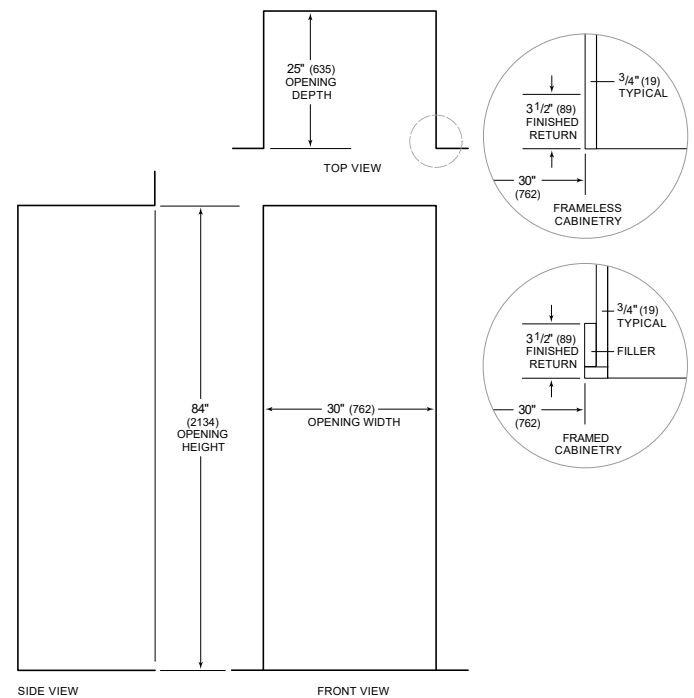 25" (635)
OPENING
DEPTH
TOP VIEW
3/4" (19)
TYPICAL
3 1/2" (89)
FINISHED
RETURN
30"
(762)
FRAMELESS
CABINETRY
3/4" (19)
TYPICAL
3 1/2" (89)
FINISHED
RETURN
FILLER
30"
(762)
FRAMED
CABINETRY
84"
(2134)
OPENING
HEIGHT
30" (762)
OPENING WIDTH
SIDE VIEW
FRONT VIEW